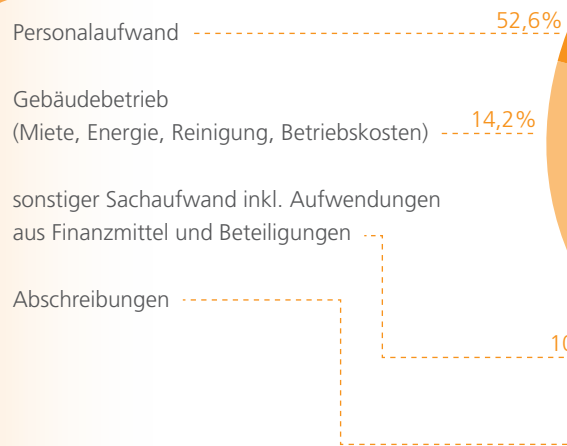 Personalaufwand 52,6%
Gebäudebetrieb
(Miete, Energie, Reinigung, Betriebskosten) 14,2%
sonstiger Sachaufwand inkl. Aufwendungen
aus Finanzmittel und Beteiligungen
Abschreibungen
10